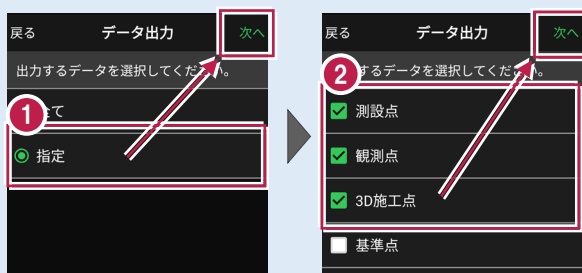 戻る データ出力 次へ
出力するデータを選択してください。
1 全て
指定
戻る データ出力 次へ
2 するデータを選択してくだ い。
測設点
観測点
3D施工点
基準点